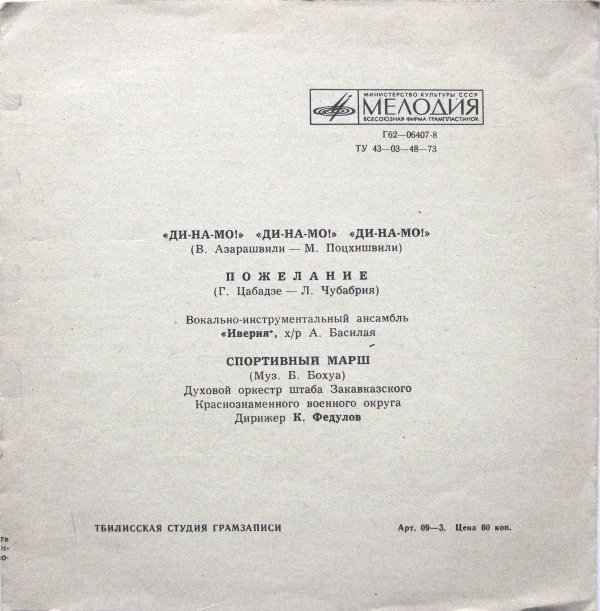 МИНИСТЕРСТВО КУЛЬТУРЫ СССР
МЕЛОДИЯ
ВСЕСОЮЗНАЯ ФИРМА ГРАМПЛАСТИНОК
Г62—06407-8
ТУ 43—03—48—73
«ДИ-НА-МО!» «ДИ-НА-МО!» «ДИ-НА-МО!»
(В. Азарашвили — М. Поцхишвили)
ПОЖЕЛАНИЕ
(Г. Цабадзе — Л. Чубабрия)
Вокально-инструментальный ансамбль
«Иверия», х/р А. Басилая
СПОРТИВНЫЙ МАРШ
(Муз. Б. Бохуа)
Духовой оркестр штаба Закавказского
Краснознаменного военного округа
Дирижер К. Федулов
ТБИЛИССКАЯ СТУДИЯ ГРАМЗАПИСИ
Арт. 09—3. Цена 60 коп.
ть
н-
о-